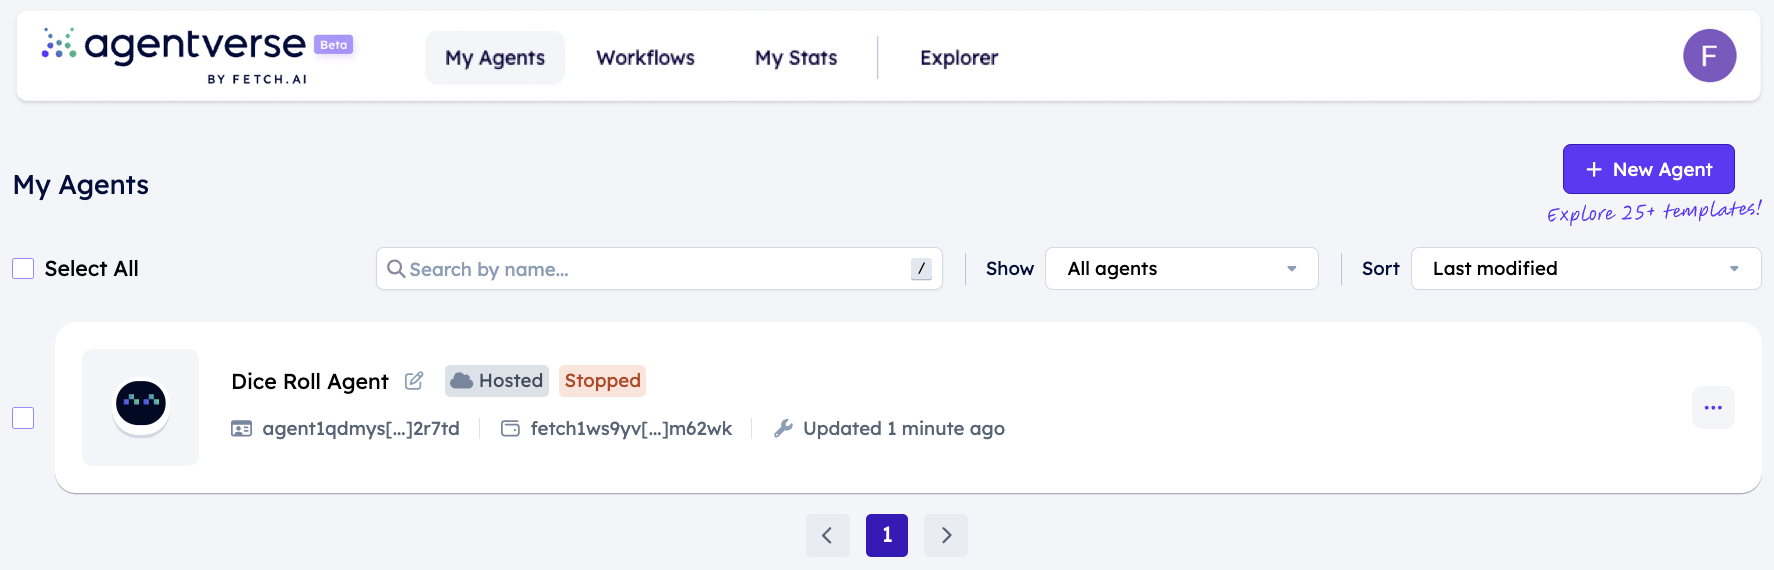 agentverse Beta
BY FETCH.AI
My Agents Workflows My Stats Explorer F
My Agents
+ New Agent
Explore 25+ templates!
Select All Search by name... / Show All agents Sort Last modified
Dice Roll Agent Hosted Stopped
agent1qdmys[...]2r7td fetch1ws9yv[...]m62wk Updated 1 minute ago
1